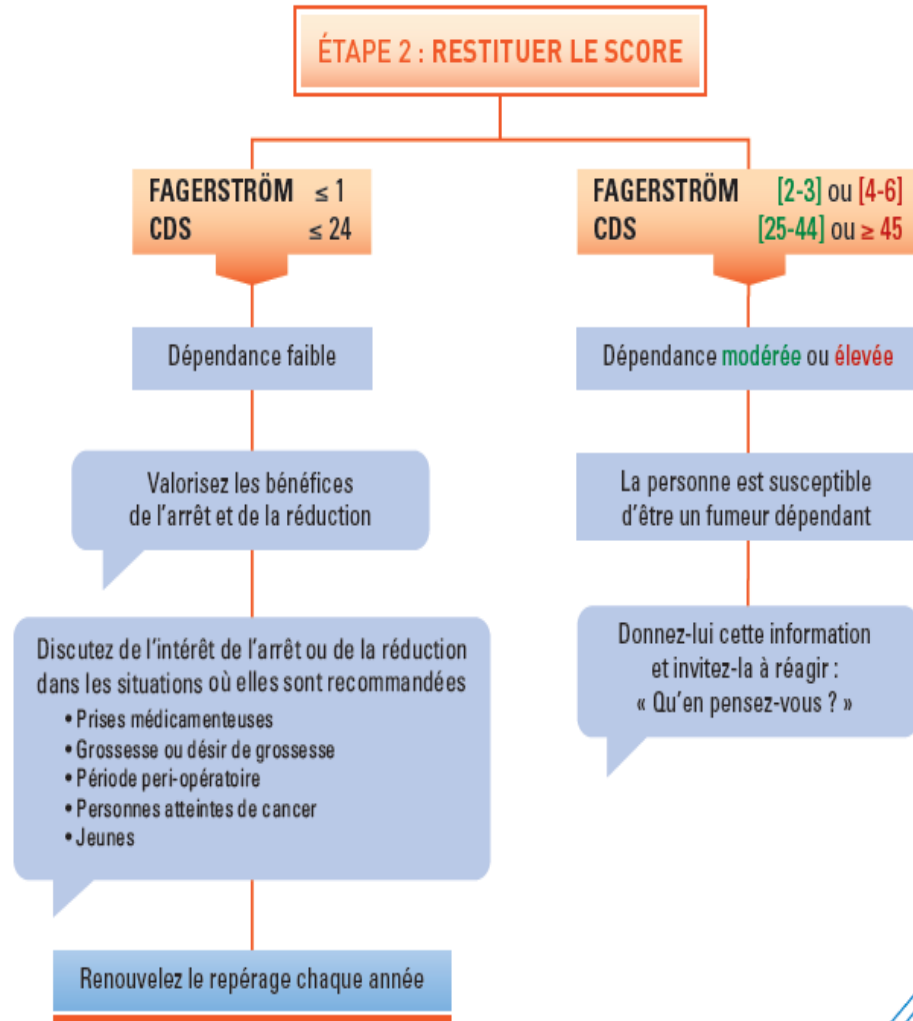 ÉTAPE 2 : RESTITUER LE SCORE
FAGERSTRÖM ≤ 1
CDS ≤ 24
Dépendance faible
Valorisez les bénéfices
de l'arrêt et de la réduction
Discutez de l'intérêt de l'arrêt ou de la réduction
dans les situations où elles sont recommandées
• Prises médicamenteuses
• Grossesse ou désir de grossesse
• Période peri-opératoire
• Personnes atteintes de cancer
• Jeunes
Renouvelez le repérage chaque année
FAGERSTRÖM [2-3] ou [4-6]
CDS [25-44] ou ≥ 45
Dépendance modérée ou élevée
La personne est susceptible
d'être un fumeur dépendant
Donnez-lui cette information
et invitez-la à réagir :
« Qu'en pensez-vous ? »